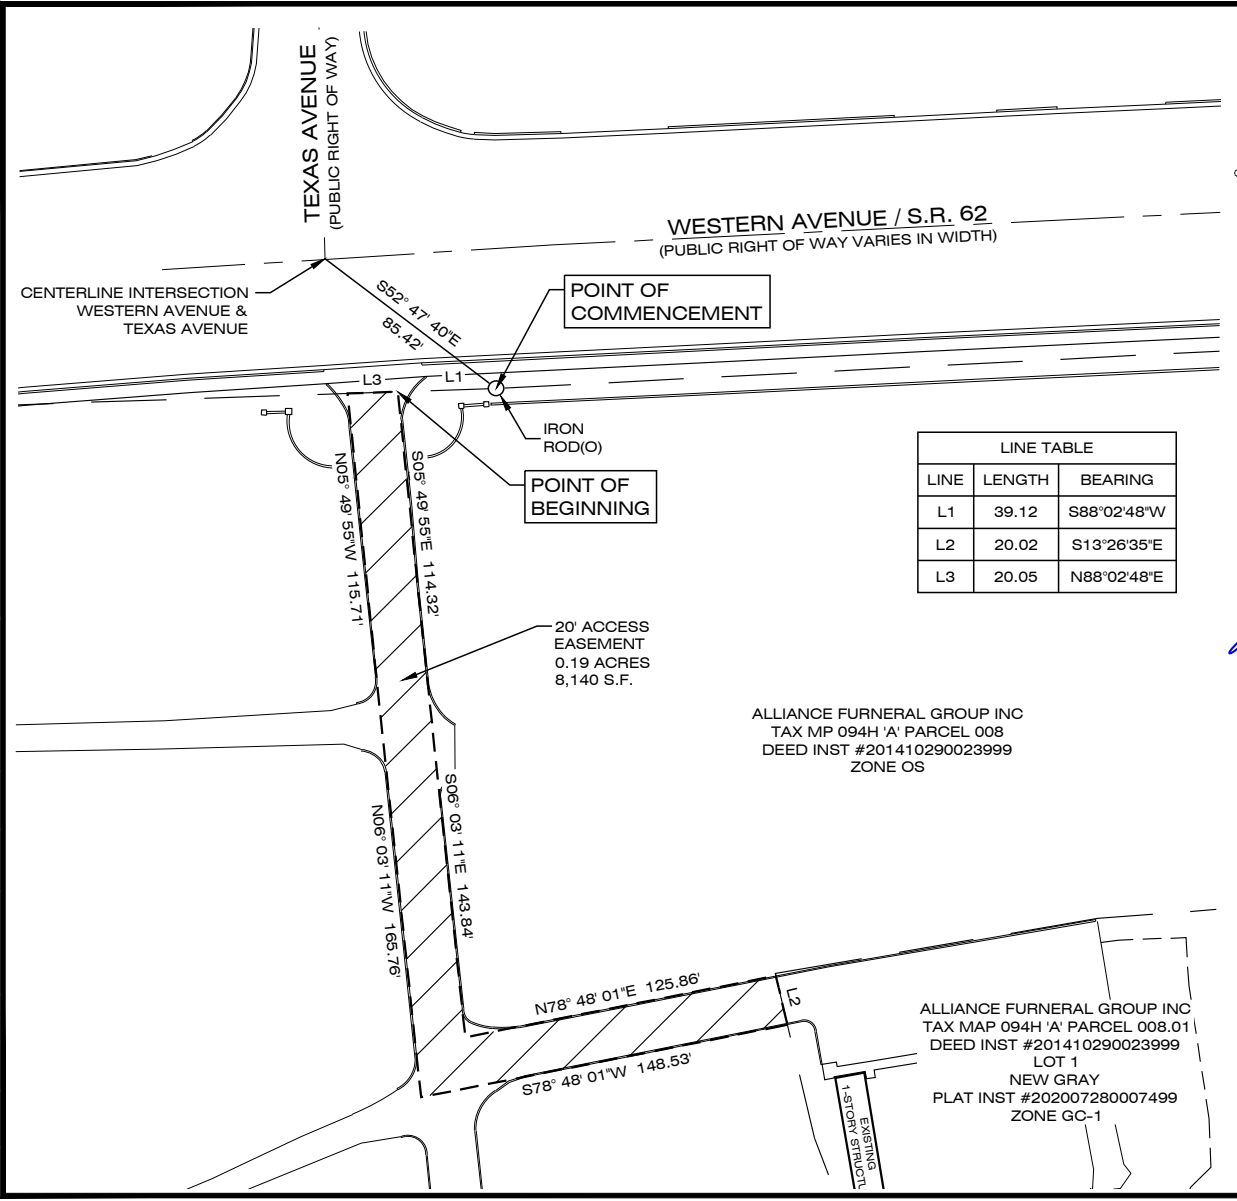 TEXAS AVENUE
(PUBLIC RIGHT OF WAY)
WESTERN AVENUE / S.R. 62
(PUBLIC RIGHT OF WAY VARIES IN WIDTH)
CENTERLINE INTERSECTION
WESTERN AVENUE &
TEXAS AVENUE
S52° 47' 40"E
85.42'
POINT OF
COMMENCEMENT
L3
L1
IRON
ROD(O)
POINT OF
BEGINNING
LINE TABLE
LINE LENGTH BEARING
L1 39.12 S88°02'48"W
L2 20.02 S13°26'35"E
L3 20.05 N88°02'48"E
N05° 49' 55"W 115.71'
S05° 49' 55"E 114.32'
20' ACCESS
EASEMENT
0.19 ACRES
8,140 S.F.
ALLIANCE FURNERAL GROUP INC
TAX MP 094H 'A' PARCEL 008
DEED INST #201410290023999
ZONE OS
N06° 03' 11"W 165.76'
S06° 03' 11"E 143.84'
N78° 48' 01"E 125.86'
L2
S78° 48' 01"W 148.53'
ALLIANCE FURNERAL GROUP INC
TAX MAP 094H 'A' PARCEL 008.01
DEED INST #201410290023999
LOT 1
NEW GRAY
PLAT INST #202007280007499
ZONE GC-1
EXISTING
1-STORY STRUCTU